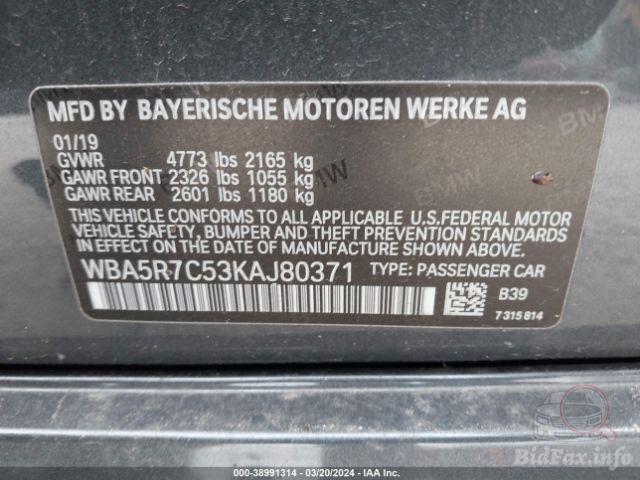 MFD BY BAYERISCHE MOTOREN WERKE AG
01/19
GVWR 4773 lbs 2165 kg
GAWR FRONT 2326 lbs 1055 kg
GAWR REAR 2601 lbs 1180 kg
THIS VEHICLE CONFORMS TO ALL APPLICABLE U.S.FEDERAL MOTOR
VEHICLE SAFETY, BUMPER, AND THEFT PREVENTION STANDARDS
IN EFFECT ON THE DATE OF MANUFACTURE SHOWN ABOVE.
WBA5R7C53KAJ80371 TYPE: PASSENGER CAR
B39
7315814
BidFax.info
000-38991314 - 03/20/2024 - IAA Inc.